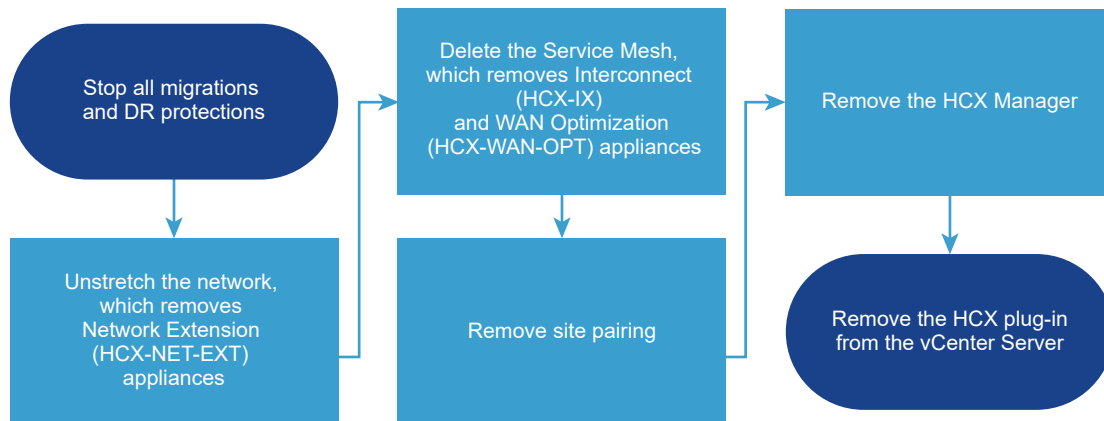 Stop all migrations
and DR protections
Unstretch the network,
which removes
Network Extension
(HCX-NET-EXT)
appliances
Delete the Service Mesh,
which removes Interconnect
(HCX-IX)
and WAN Optimization
(HCX-WAN-OPT) appliances
Remove site pairing
Remove the HCX Manager
Remove the HCX plug-in
from the vCenter Server